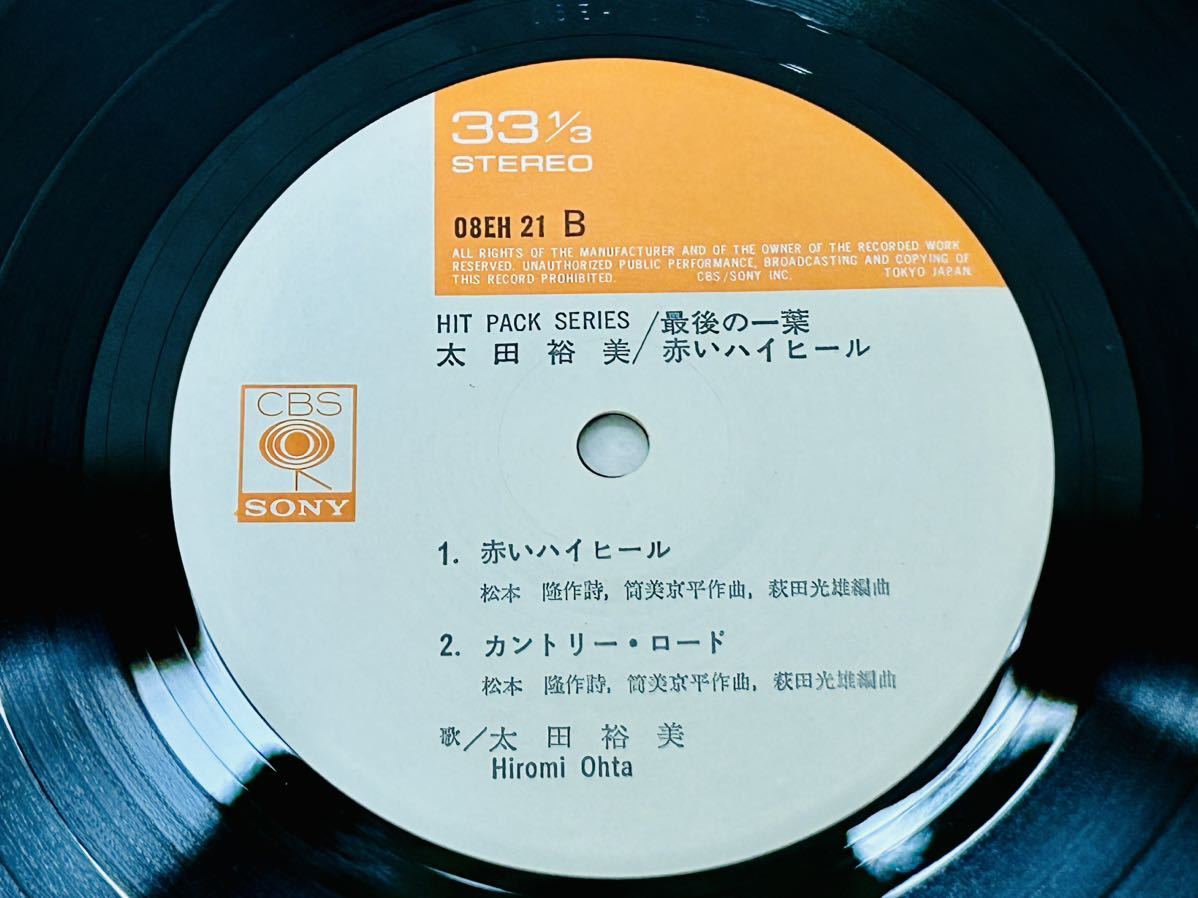 33 1/3
STEREO
08EH 21 B
ALL RIGHTS OF THE MANUFACTURER AND OF THE OWNER OF THE RECORDED WORK
RESERVED. UNAUTHORIZED PUBLIC PERFORMANCE, BROADCASTING AND COPYING OF
THIS RECORD PROHIBITED. CBS/SONY INC. TOKYO JAPAN
HIT PACK SERIES/最後の一葉
太田裕美/赤いハイヒール
CBS
SONY
1. 赤いハイヒール
松本 隆作詩, 筒美京平作曲, 萩田光雄編曲
2. カントリー・ロード
松本 隆作詩, 筒美京平作曲, 萩田光雄編曲
歌/太田裕美
Hiromi Ohta